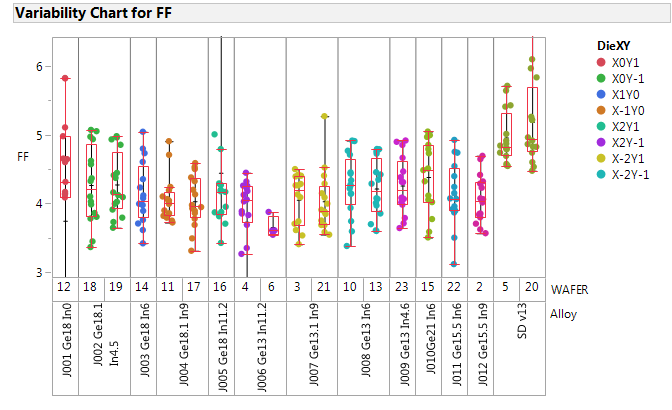 Variability Chart for FF
FF
6
5
4
3
12 18 19 14 11 17 16 4 6 3 21 10 13 23 15 22 2 5 20 WAFER
J001 Ge18 In0
J002 Ge18.1
In4.5
J003 Ge18 In6
J004 Ge18.1 In9
J005 Ge18 In11.2
J006 Ge13 In11.2
J007 Ge13.1 In9
J008 Ge13 In6
J009 Ge13 In4.6
J010Ge21 In6
J011 Ge15.5 In6
J012 Ge15.5 In9
SD v13
Alloy
DieXY
X0Y1
X0Y-1
X1Y0
X-1Y0
X2Y1
X2Y-1
X-2Y1
X-2Y-1